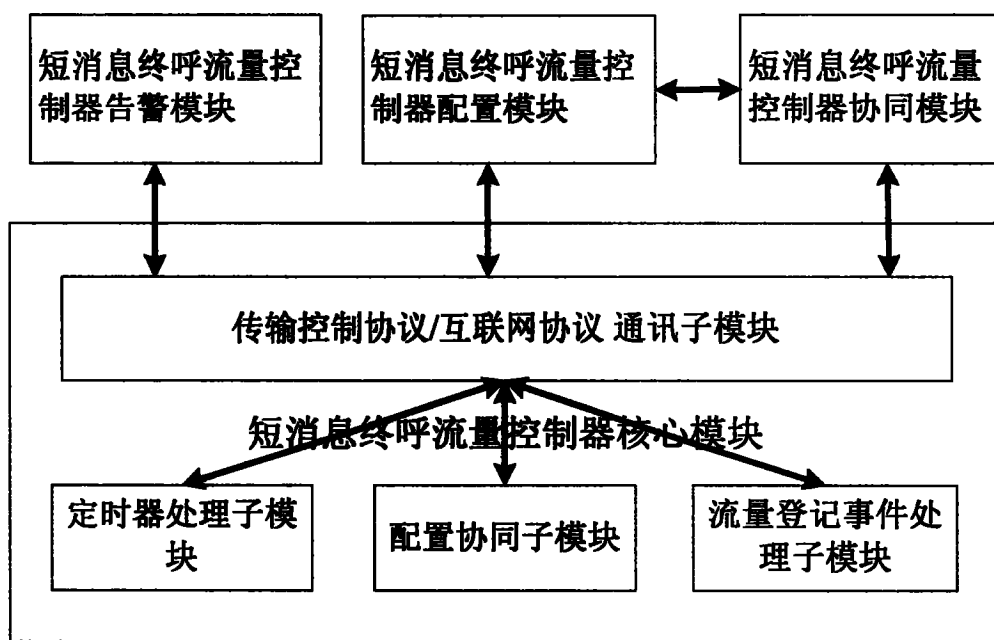 短消息终呼流量控
制器告警模块
短消息终呼流量控
制器配置模块
短消息终呼流量
控制器协同模块
传输控制协议/互联网协议 通讯子模块
短消息终呼流量控制器核心模块
定时器处理子模
块
配置协同子模块
流量登记事件处
理子模块